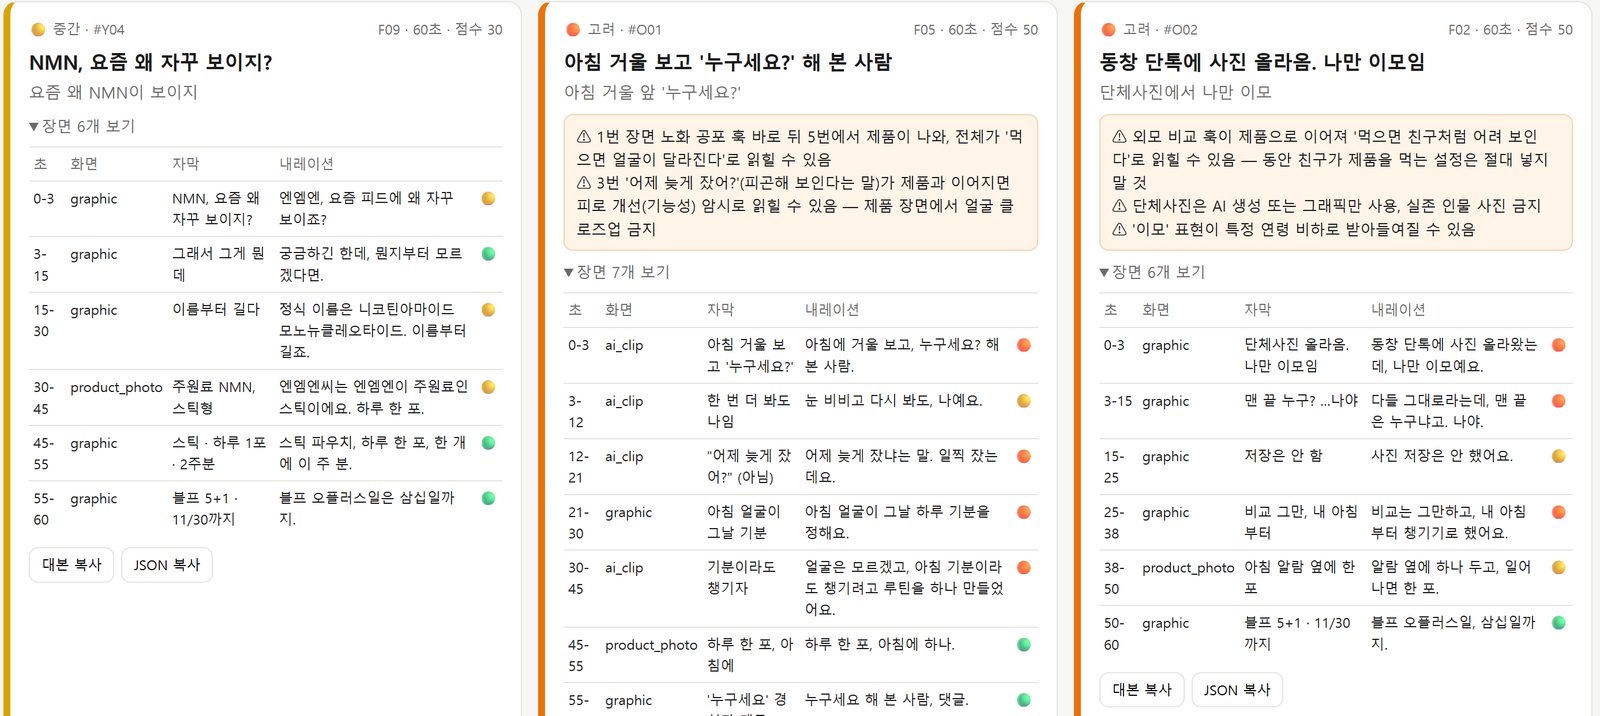 중간 · #Y04
F09 · 60초 · 점수 30
NMN, 요즘 왜 자꾸 보이지?
요즘 왜 NMN이 보이지
▼장면 6개 보기
초 화면 자막 내레이션
0-3 graphic NMN, 요즘 왜 엔엠엔, 요즘 피드에 왜 자꾸
자꾸 보이지? 보이죠?
3- graphic 그래서 그게 뭔 궁금하긴 한데, 뭔지부터 모르
15 데 겠다면.
15- graphic 이름부터 길다 정식 이름은 니코틴아마이드
30 모노뉴클레오타이드. 이름부터
길죠.
30- product_photo 주원료 NMN, 엔엠엔씨는 엔엠엔이 주원료인
45 스틱형 스틱이에요. 하루 한 포.
45- graphic 스틱 · 하루 1포 스틱 파우치, 하루 한 포, 한 개
55 · 2주분 에 이 주 분.
55- graphic 블프 5+1 · 블프 오플러스일은 삼십일까
60 11/30까지 지.
대본 복사 JSON 복사
고려 · #O01
F05 · 60초 · 점수 50
아침 거울 보고 '누구세요?' 해 본 사람
아침 거울 앞 '누구세요?'
⚠ 1번 장면 노화 공포 훅 바로 뒤 5번에서 제품이 나와, 전체가 '먹
으면 얼굴이 달라진다'로 읽힐 수 있음
⚠ 3번 '어제 늦게 잤어?'(피곤해 보인다는 말)가 제품과 이어지면
피로 개선(기능성) 암시로 읽힐 수 있음 — 제품 장면에서 얼굴 클
로즈업 금지
▼장면 7개 보기
초 화면 자막 내레이션
0-3 ai_clip 아침 거울 보 아침에 거울 보고, 누구세요? 해
고 '누구세요?' 본 사람.
3- ai_clip 한 번 더 봐도 눈 비비고 다시 봐도, 나예요.
12 나임
12- ai_clip "어제 늦게 잤 어제 늦게 잤냐는 말. 일찍 잤는
21 어?" (아님) 데요.
21- graphic 아침 얼굴이 아침 얼굴이 그날 하루 기분을
30 그날 기분 정해요.
30- ai_clip 기분이라도 얼굴은 모르겠고, 아침 기분이라
45 챙기자 도 챙기려고 루틴을 하나 만들었
어요.
45- product_photo 하루 한 포, 아 하루 한 포, 아침에 하나.
55 침에
55- graphic '누구세요' 경 누구세요 해 본 사람, 댓글.
고려 · #O02
F02 · 60초 · 점수 50
동창 단톡에 사진 올라옴. 나만 이모임
단체사진에서 나만 이모
⚠ 외모 비교 훅이 제품으로 이어져 '먹으면 친구처럼 어려 보인
다'로 읽힐 수 있음 — 동안 친구가 제품을 먹는 설정은 절대 넣지
말 것
⚠ 단체사진은 AI 생성 또는 그래픽만 사용, 실존 인물 사진 금지
⚠ '이모' 표현이 특정 연령 비하로 받아들여질 수 있음
▼장면 6개 보기
초 화면 자막 내레이션
0-3 graphic 단체사진 올라옴. 동창 단톡에 사진 올라왔는
나만 이모임 데, 나만 이모예요.
3-15 graphic 맨 끝 누구? ...나야 다들 그대로라는데, 맨 끝
은 누구냐고. 나야.
15- graphic 저장은 안 함 사진 저장은 안 했어요.
25
25- graphic 비교 그만, 내 아침 비교는 그만하고, 내 아침
38 부터 부터 챙기기로 했어요.
38- product_photo 아침 알람 옆에 한 알람 옆에 하나 두고, 일어
50 포 나면 한 포.
50- graphic 블프 5+1 · 11/30 블프 오플러스일, 삼십일까
60 까지 지.
대본 복사 JSON 복사